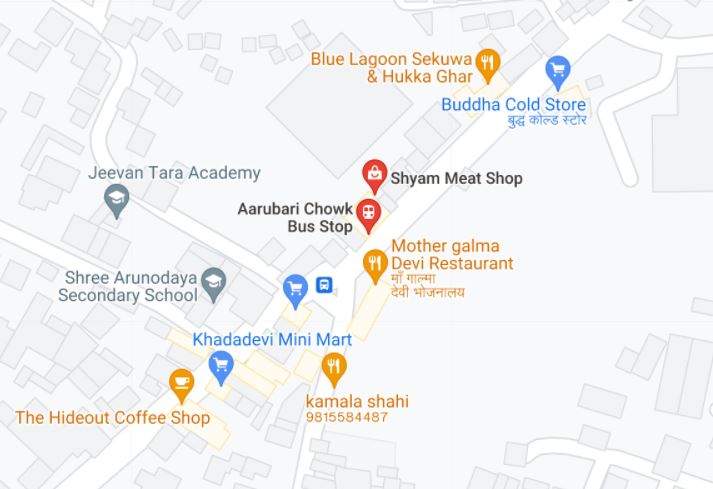 Blue Lagoon Sekuwa
& Hukka Ghar
Buddha Cold Store
बुद्ध कोल्ड स्टोर
Jeevan Tara Academy
Shyam Meat Shop
Aarubari Chowk
Bus Stop
Mother galma
Devi Restaurant
माँ गाल्मा
देवी भोजनालय
Shree Arunodaya
Secondary School
Khadadevi Mini Mart
kamala shahi
9815584487
The Hideout Coffee Shop